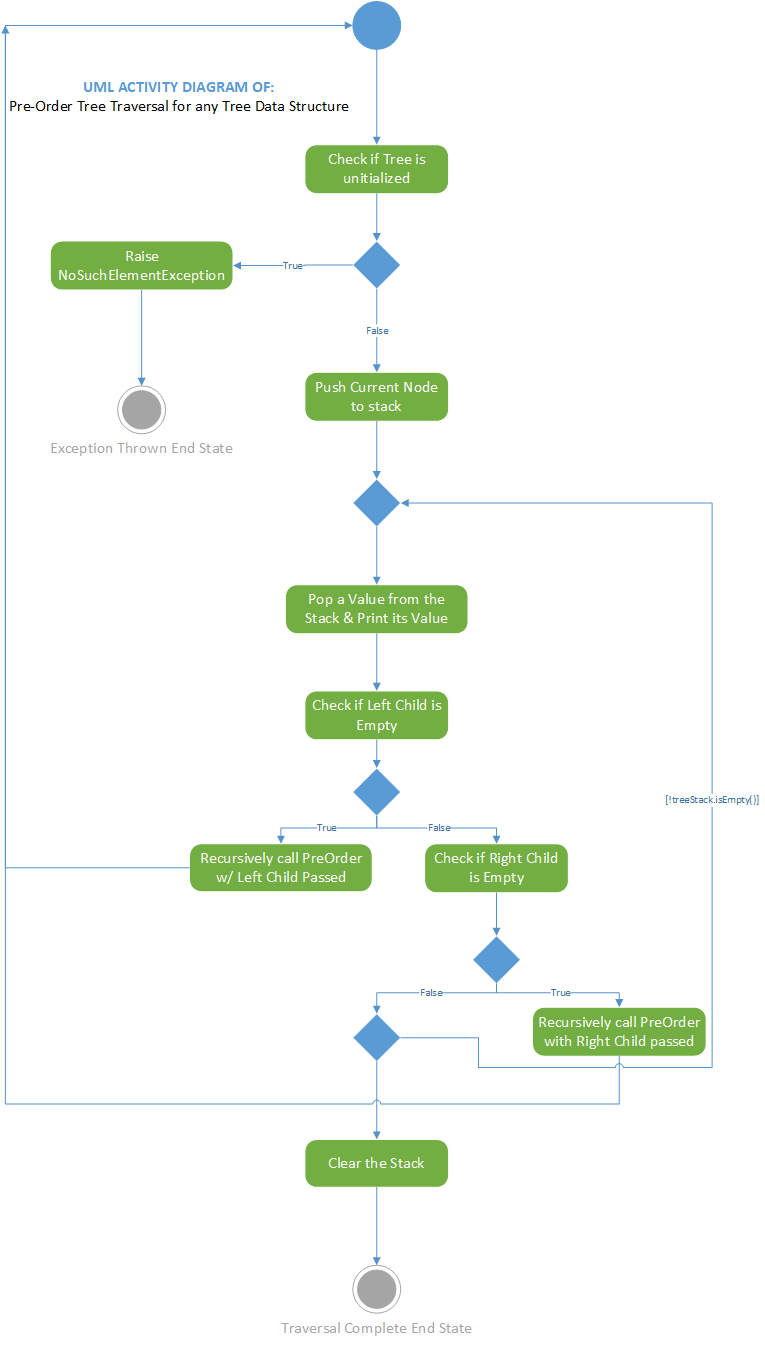 UML ACTIVITY DIAGRAM OF:
Pre-Order Tree Traversal for any Tree Data Structure
Check if Tree is
unitialized
Raise
NoSuchElementException
True
False
Push Current Node
to stack
Exception Thrown End State
Pop a Value from the
Stack & Print its Value
Check if Left Child is
Empty
[!treeStack.isEmpty()]
True
False
Recursively call PreOrder
w/ Left Child Passed
Check if Right Child
is Empty
False
True
Recursively call PreOrder
with Right Child passed
Clear the Stack
Traversal Complete End State